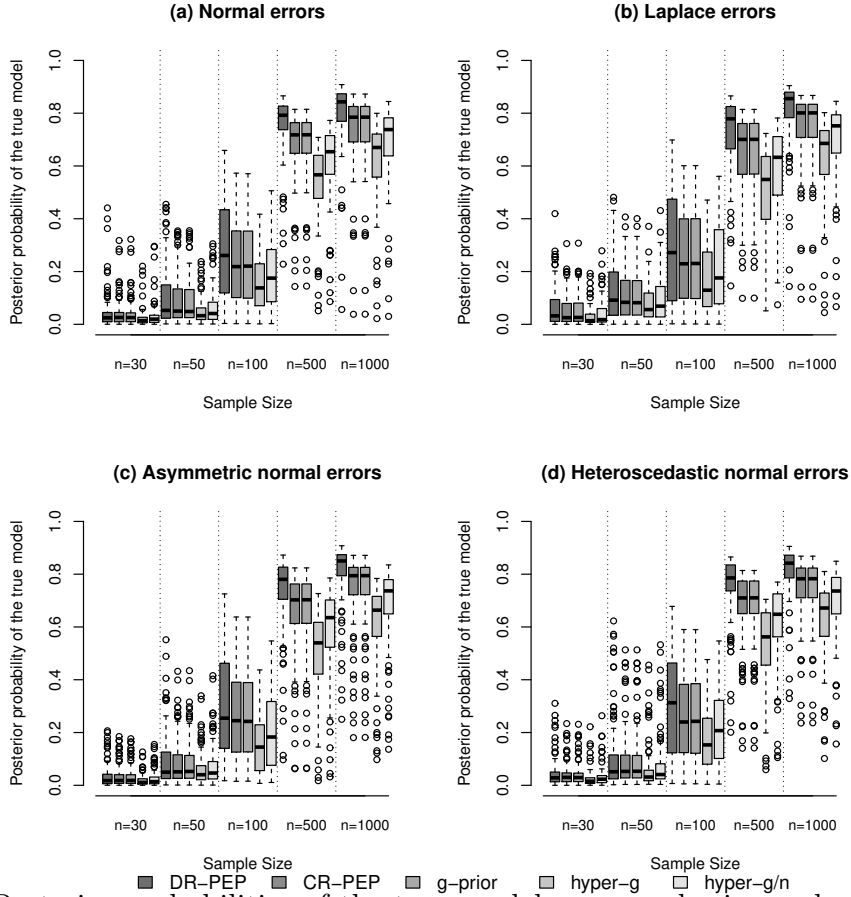 (a) Normal errors
Posterior probability of the true model
1.0
0.8
0.6
0.4
0.2
0.0
n=30 n=50 n=100 n=500 n=1000
Sample Size
(b) Laplace errors
Posterior probability of the true model
1.0
0.8
0.6
0.4
0.2
0.0
n=30 n=50 n=100 n=500 n=1000
Sample Size
(c) Asymmetric normal errors
Posterior probability of the true model
1.0
0.8
0.6
0.4
0.2
0.0
n=30 n=50 n=100 n=500 n=1000
Sample Size
(d) Heteroscedastic normal errors
Posterior probability of the true model
1.0
0.8
0.6
0.4
0.2
0.0
n=30 n=50 n=100 n=500 n=1000
Sample Size
DR−PEP CR−PEP g−prior hyper−g hyper−g/n